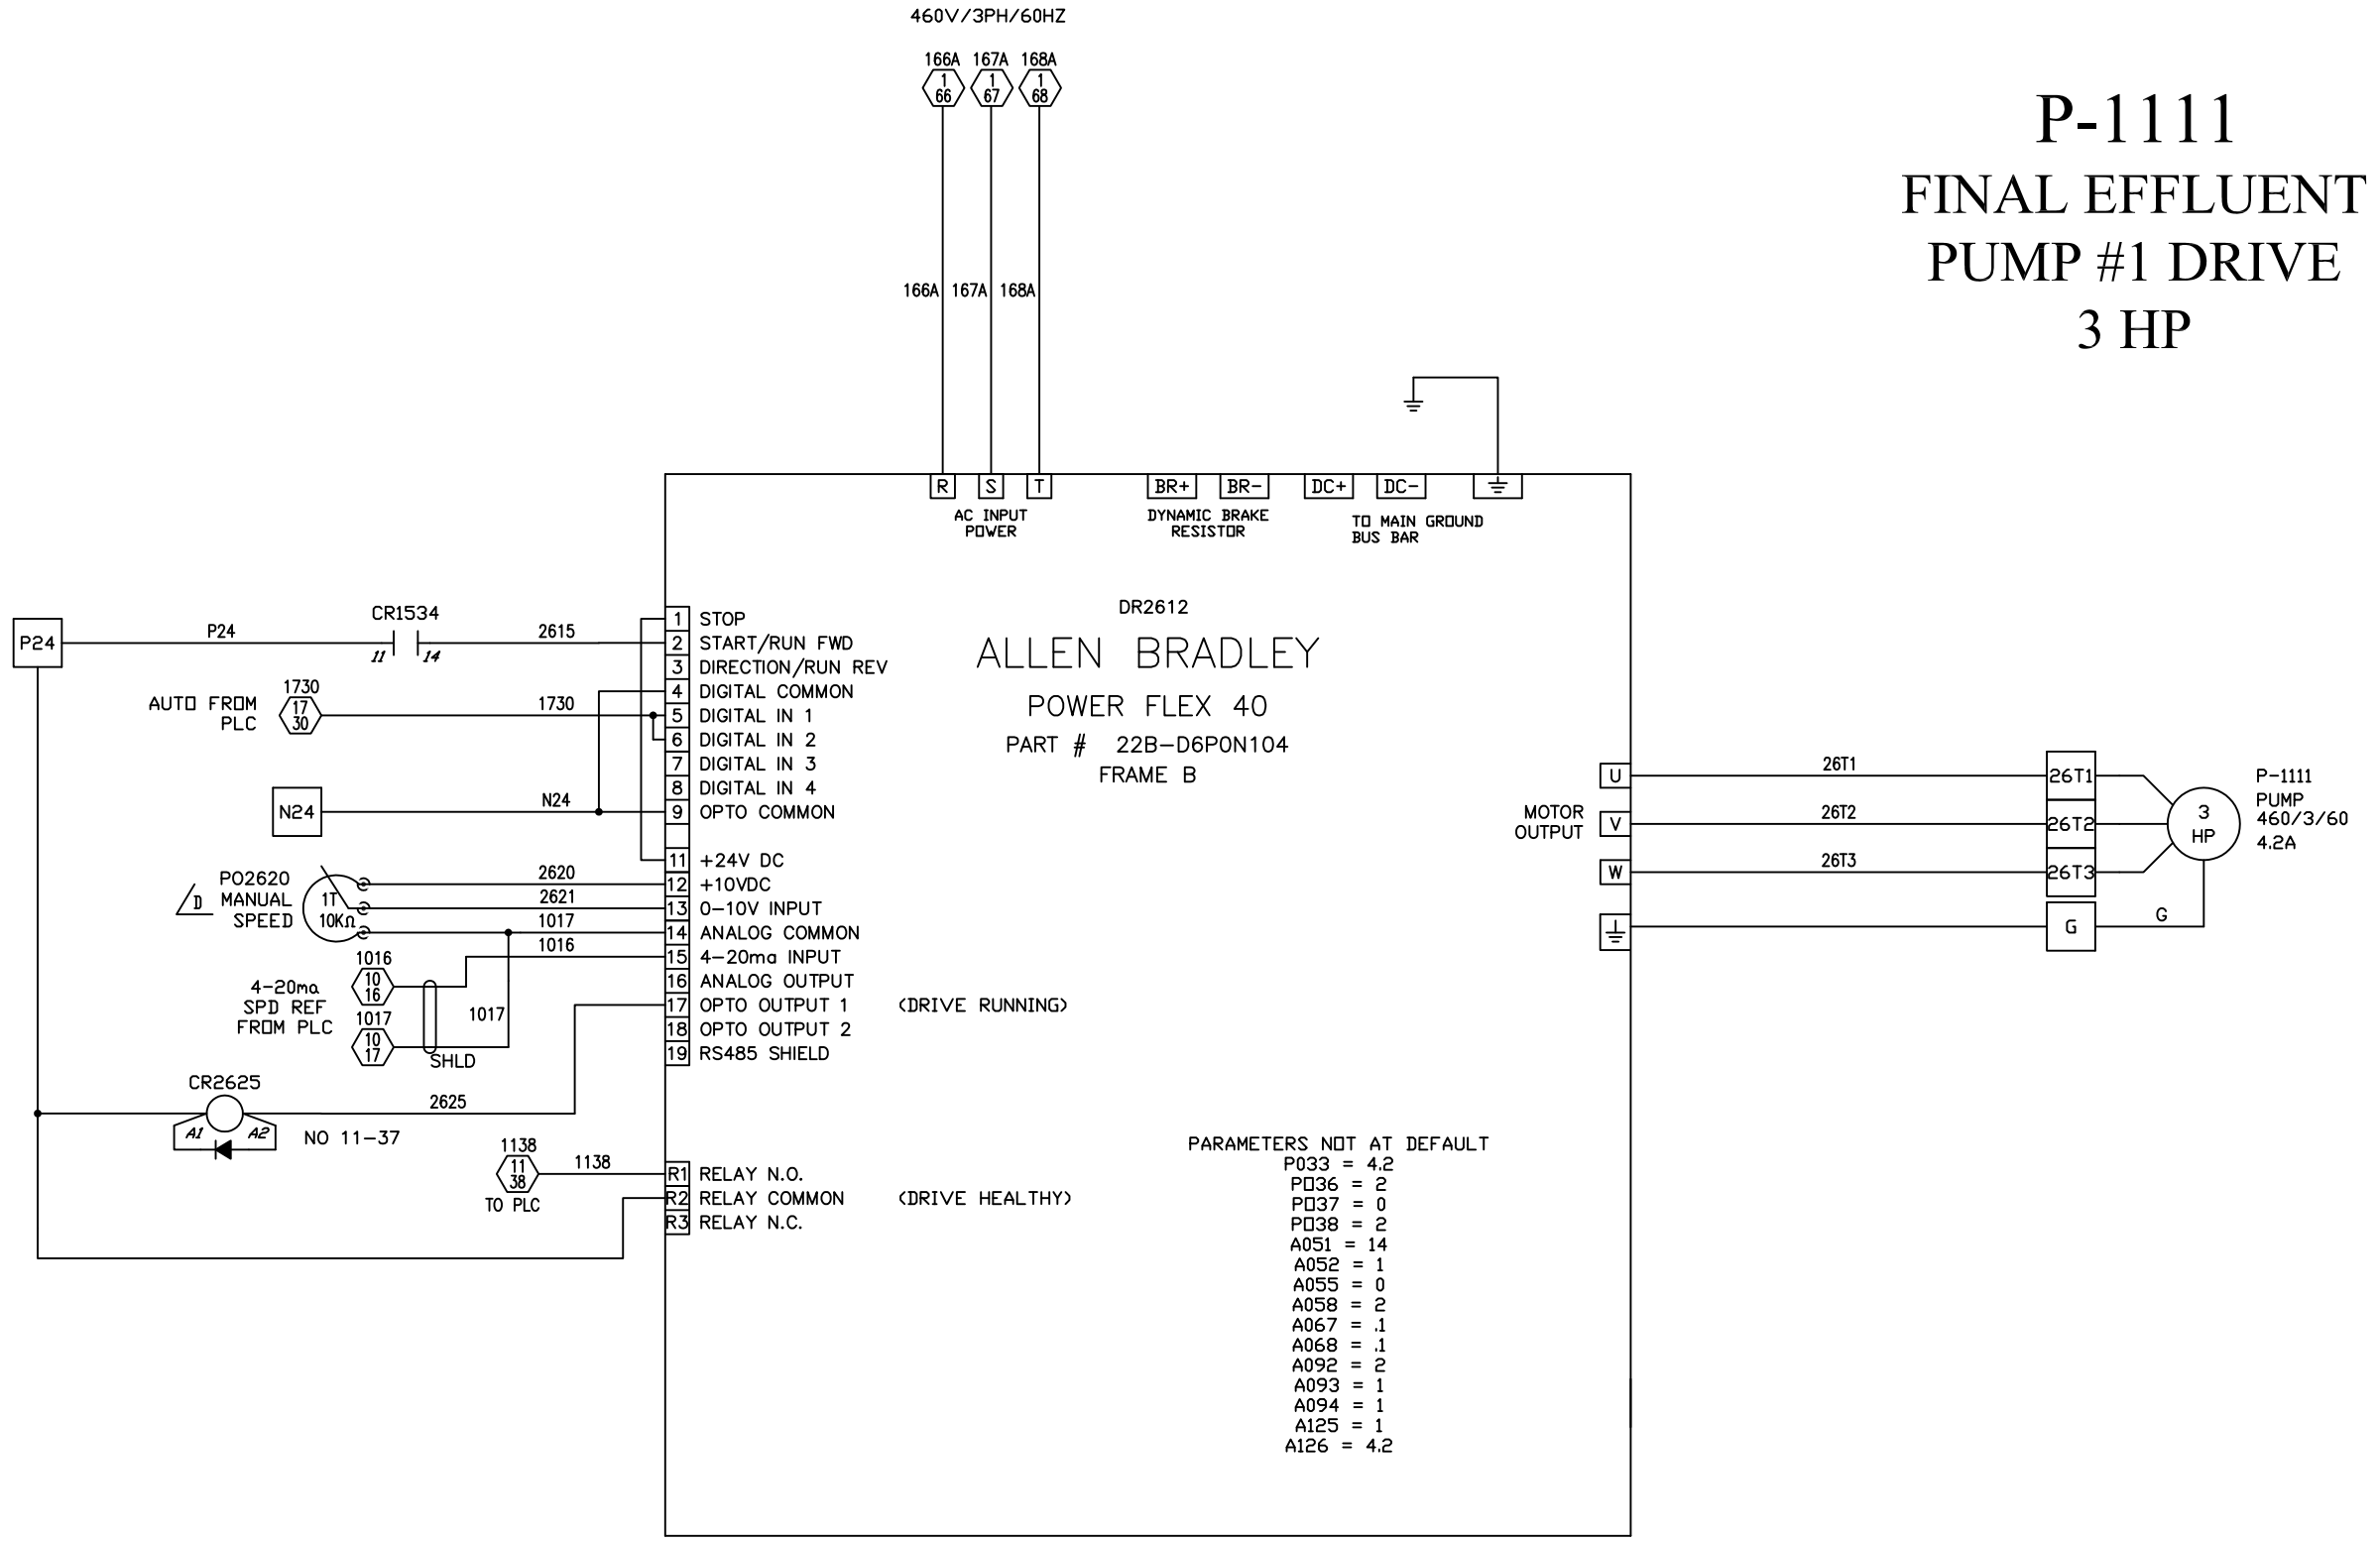 460V/3PH/60HZ
166A 167A 168A
1 66
1 67
1 68
P-1111
FINAL EFFLUENT
PUMP #1 DRIVE
3 HP
166A 167A 168A
R S T BR+ BR- DC+ DC-
AC INPUT
POWER
DYNAMIC BRAKE
RESISTOR
TO MAIN GROUND
BUS BAR
DR2612
ALLEN BRADLEY
POWER FLEX 40
PART # 22B-D6P0N104
FRAME B
P24
P24
CR1534
11 14
2615
1 STOP
2 START/RUN FWD
3 DIRECTION/RUN REV
4 DIGITAL COMMON
5 DIGITAL IN 1
6 DIGITAL IN 2
7 DIGITAL IN 3
8 DIGITAL IN 4
9 OPTO COMMON
11 +24V DC
12 +10VDC
13 0-10V INPUT
14 ANALOG COMMON
15 4-20ma INPUT
16 ANALOG OUTPUT
17 OPTO OUTPUT 1 (DRIVE RUNNING)
18 OPTO OUTPUT 2
19 RS485 SHIELD
AUTO FROM
PLC
1730
17
30
1730
N24
N24
PO2620
MANUAL
SPEED
D
1T
10KΩ
2620
2621
1017
1016
4-20ma
SPD REF
FROM PLC
1016
10
16
1017
10
17
1017
SHLD
CR2625
A1 A2
2625
NO 11-37
1138
11
38
TO PLC
1138
R1 RELAY N.O.
R2 RELAY COMMON (DRIVE HEALTHY)
R3 RELAY N.C.
MOTOR
OUTPUT
U
V
W
26T1
26T2
26T3
26T1
26T2
26T3
G
G
3
HP
P-1111
PUMP
460/3/60
4.2A
PARAMETERS NOT AT DEFAULT
P033 = 4.2
P036 = 2
P037 = 0
P038 = 2
A051 = 14
A052 = 1
A055 = 0
A058 = 2
A067 = .1
A068 = .1
A092 = 2
A093 = 1
A094 = 1
A125 = 1
A126 = 4.2